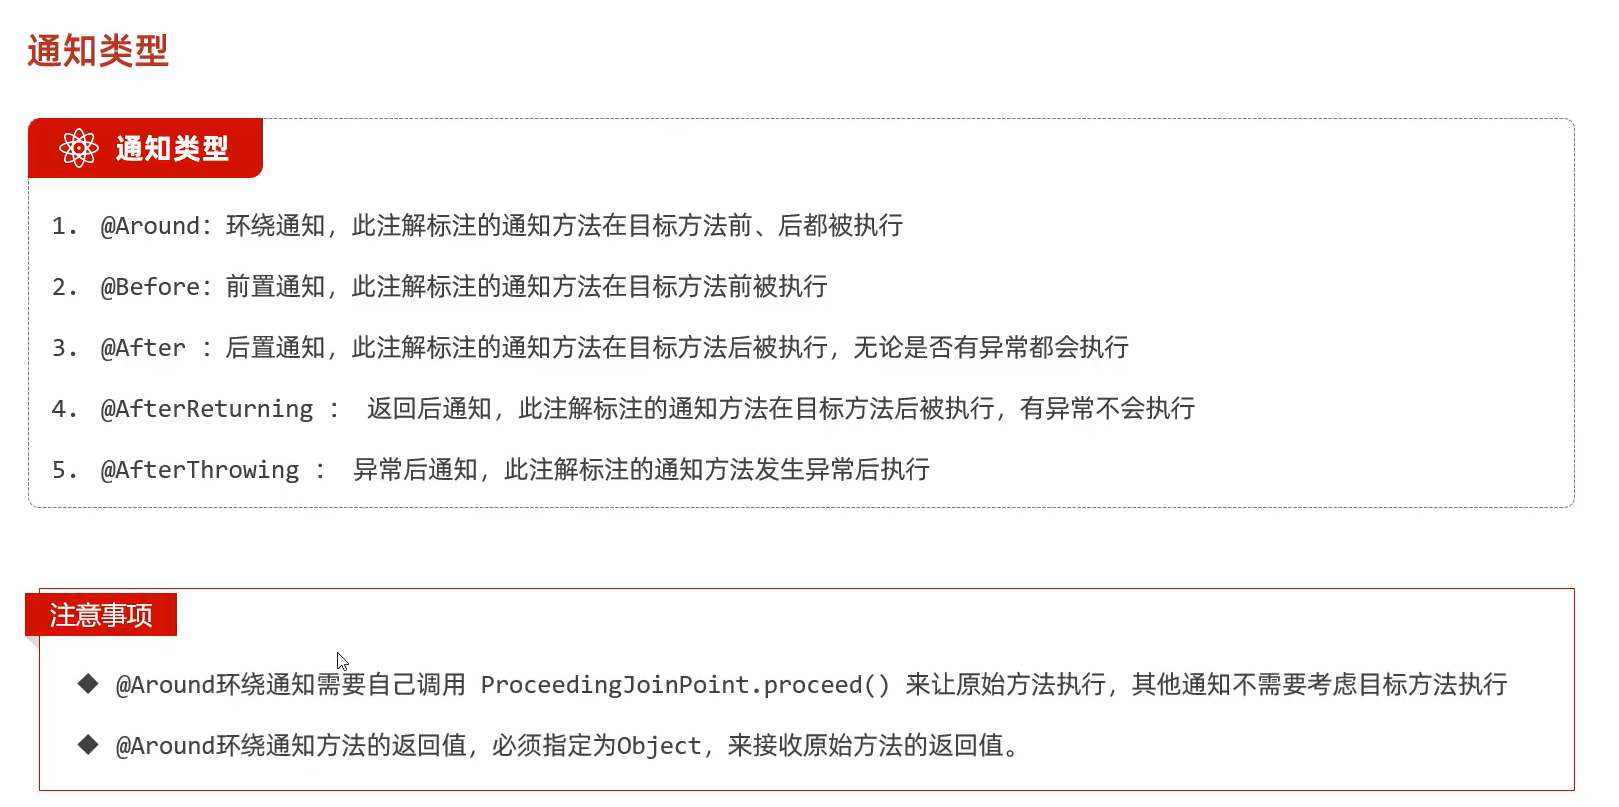 通知类型
通知类型
1. @Around：环绕通知，此注解标注的通知方法在目标方法前、后都被执行
2. @Before：前置通知，此注解标注的通知方法在目标方法前被执行
3. @After ：后置通知，此注解标注的通知方法在目标方法后被执行，无论是否有异常都会执行
4. @AfterReturning ： 返回后通知，此注解标注的通知方法在目标方法后被执行，有异常不会执行
5. @AfterThrowing ： 异常后通知，此注解标注的通知方法发生异常后执行
注意事项
◆ @Around环绕通知需要自己调用 ProceedingJoinPoint.proceed() 来让原始方法执行，其他通知不需要考虑目标方法执行
◆ @Around环绕通知方法的返回值，必须指定为Object，来接收原始方法的返回值。